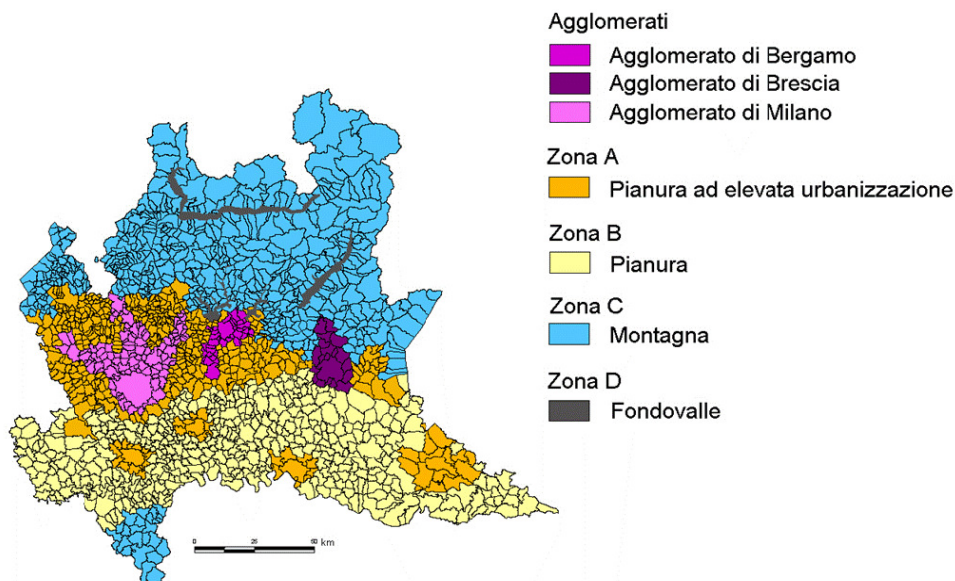 Agglomerati
Agglomerato di Bergamo
Agglomerato di Brescia
Agglomerato di Milano
Zona A
Pianura ad elevata urbanizzazione
Zona B
Pianura
Zona C
Montagna
Zona D
Fondovalle
km
0 25 50